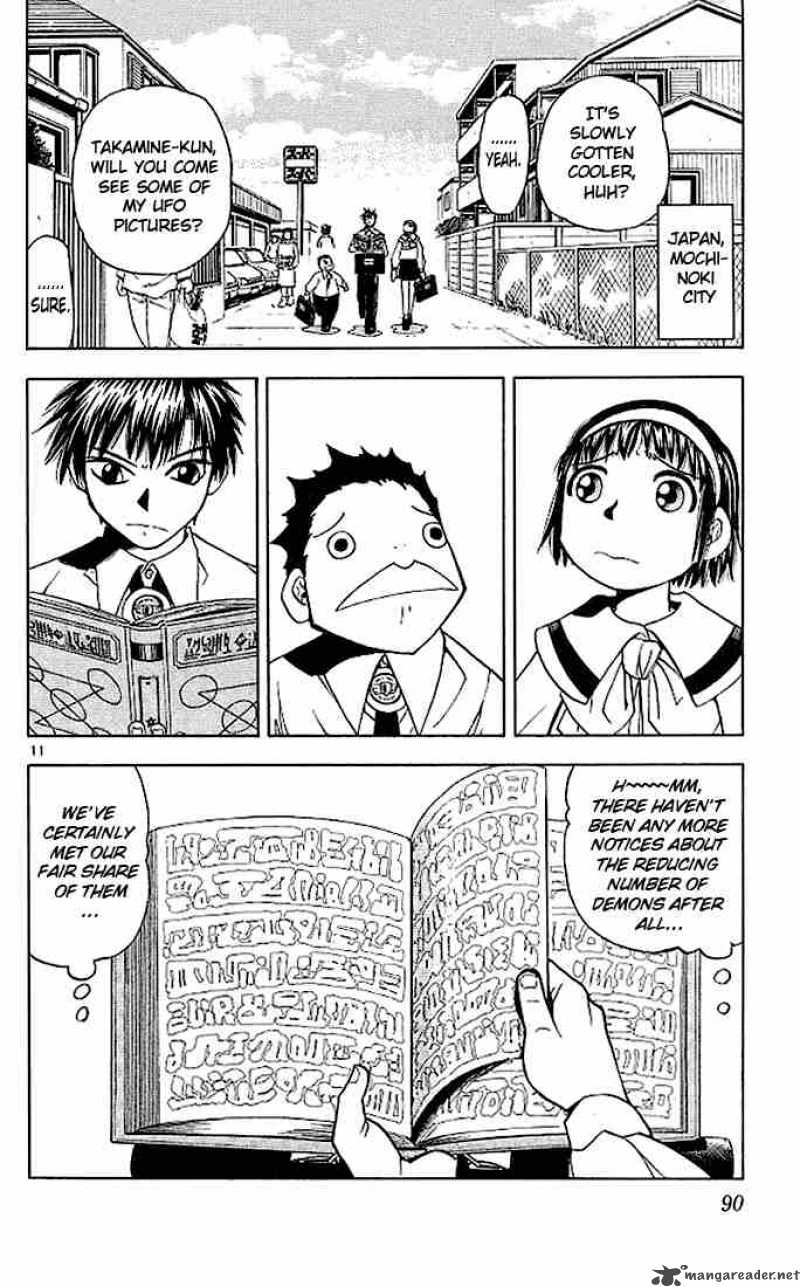 IT'S
SLOWLY
GOTTEN
COOLER,
HUH?
......
YEAH.
JAPAN,
MOCHI-
NOKI
CITY
TAKAMINE-KUN,
WILL YOU COME
SEE SOME OF
MY UFO
PICTURES?
......
SURE.
11
H~~~~MM,
THERE HAVEN'T
BEEN ANY MORE
NOTICES ABOUT
THE REDUCING
NUMBER OF
DEMONS AFTER
ALL...
WE'VE
CERTAINLY
MET OUR
FAIR SHARE
OF THEM
...
90
mangareader.net